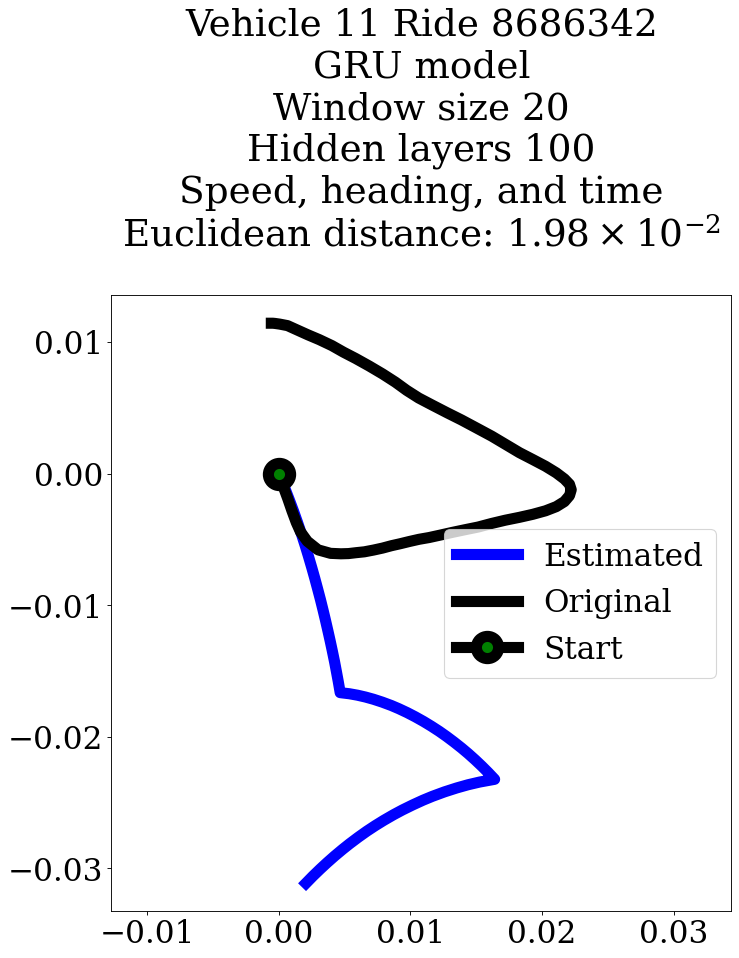 Vehicle 11 Ride 8686342
GRU model
Window size 20
Hidden layers 100
Speed, heading, and time
Euclidean distance: 1.98 × 10⁻²
0.01
0.00
−0.01
−0.02
−0.03
Estimated
Original
Start
−0.01 0.00 0.01 0.02 0.03